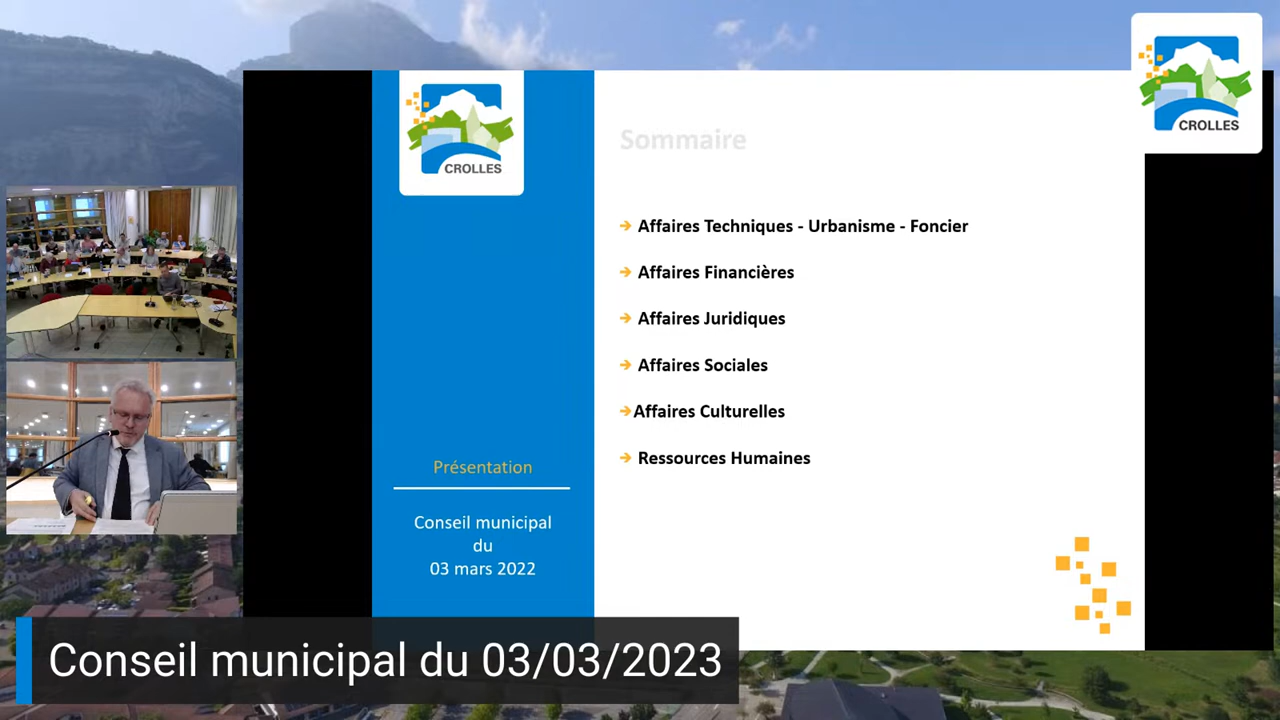 CROLLES
CROLLES
Sommaire
Affaires Techniques - Urbanisme - Foncier
Affaires Financières
Affaires Juridiques
Affaires Sociales
Affaires Culturelles
Ressources Humaines
Présentation
Conseil municipal
du
03 mars 2022
Conseil municipal du 03/03/2023